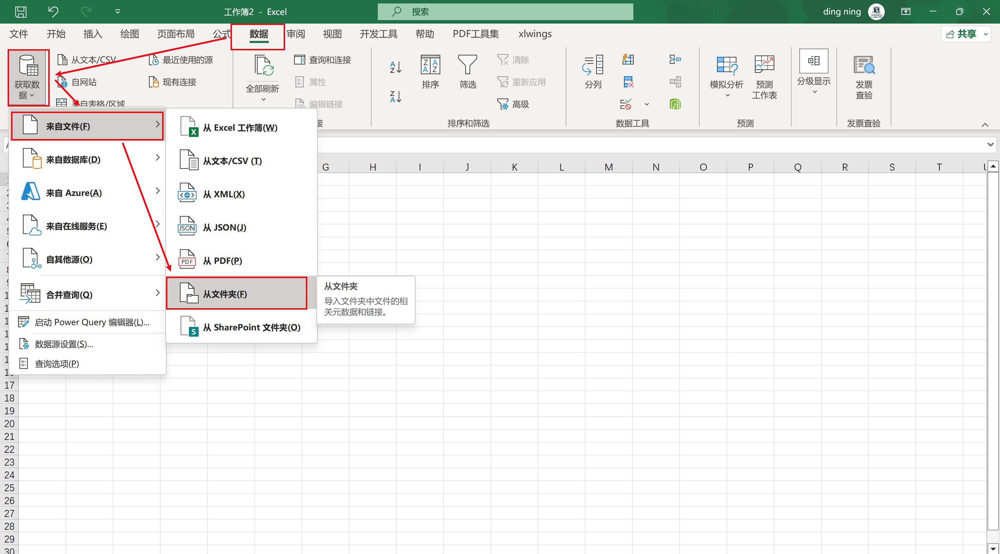 工作簿2 - Excel
搜索
ding ning
文件 开始 插入 绘图 页面布局 公式 数据 审阅 视图 开发工具 帮助 PDF工具集 xlwings
共享
获取数
据
从文本/CSV
自网站
来自表格/区域
最近使用的源
现有连接
全部刷新
查询和连接
属性
编辑链接
接
A
Z
Z
A
Z A
A Z
排序
筛选
清除
重新应用
高级
排序和筛选
分列
数据工具
模拟分析
预测
工作表
预测
分级显示
发票
查验
发票查验
来自文件(F)
来自数据库(D)
来自 Azure(A)
来自在线服务(E)
自其他源(O)
合并查询(Q)
启动 Power Query 编辑器(L)...
数据源设置(S)...
查询选项(P)
X
从 Excel 工作簿(W)
从文本/CSV (T)
从 XML(X)
JSON
从 JSON(J)
PDF
从 PDF(P)
从文件夹(F)
S
从 SharePoint 文件夹(O)
从文件夹
导入文件夹中文件的相
关元数据和链接。
G H I J K L M N O P Q R S T
17
18
19
20
21
22
23
24
25
26
27
28
29
30